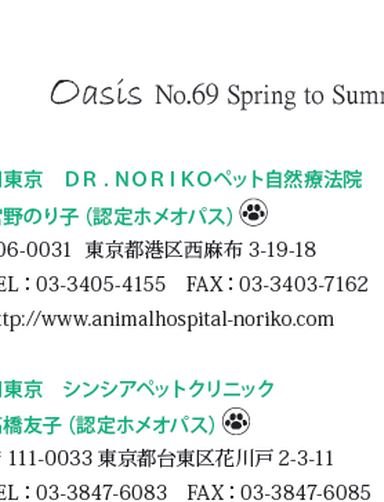 Oasis No.69 Spring to Sum
東京 DR.NORIKOペット自然療法院
宮野のり子（認定ホメオパス）
06-0031 東京都港区西麻布 3-19-18
EL：03-3405-4155 FAX：03-3403-7162
ttp://www.animalhospital-noriko.com
東京 シンシアペットクリニック
高橋友子（認定ホメオパス）
〒 111-0033 東京都台東区花川戸 2-3-11
EL：03-3847-6083 FAX：03-3847-6085